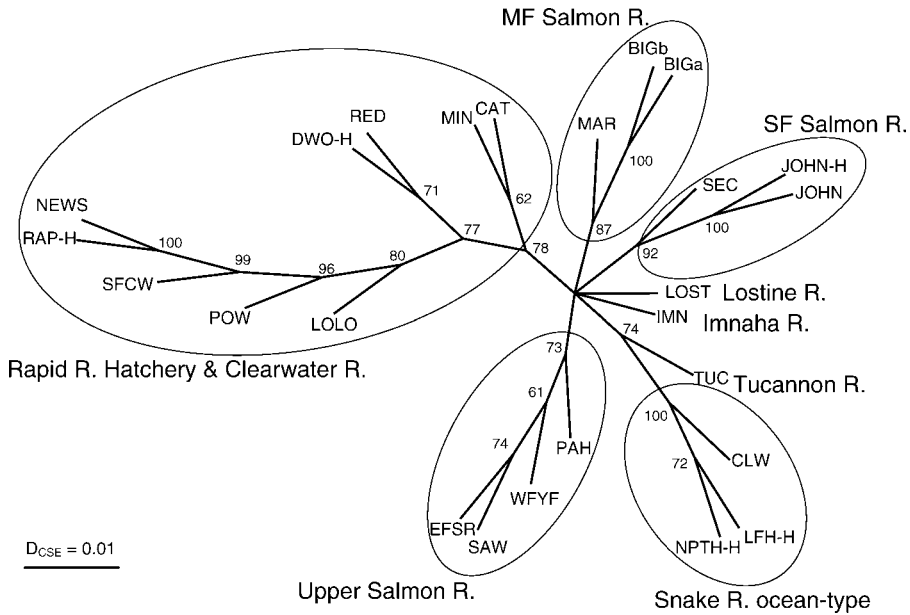 MF Salmon R.
BIGb
BIGa
MAR
100
87
SF Salmon R.
JOHN-H
SEC
JOHN
100
92
RED
MIN
CAT
DWO-H
71
62
NEWS
77
78
RAP-H
100
80
99
96
SFCW
POW
LOLO
Rapid R. Hatchery & Clearwater R.
LOST
Lostine R.
IMN
Imnaha R.
74
TUC
Tucannon R.
100
CLW
72
NPTH-H
LFH-H
Snake R. ocean-type
73
61
PAH
74
WFYF
EFSR
SAW
Upper Salmon R.
DCSE = 0.01